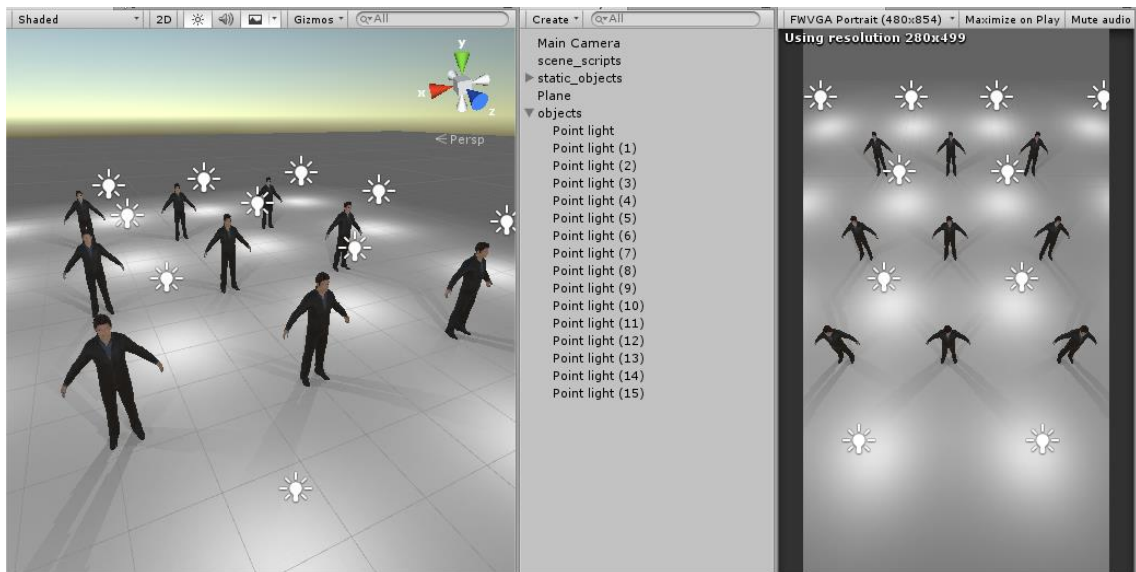 Shaded 2D Gizmos All
y
x
z
Persp
Create All
Main Camera
scene_scripts
static_objects
Plane
objects
Point light
Point light (1)
Point light (2)
Point light (3)
Point light (4)
Point light (5)
Point light (6)
Point light (7)
Point light (8)
Point light (9)
Point light (10)
Point light (11)
Point light (12)
Point light (13)
Point light (14)
Point light (15)
FWVGA Portrait (480x854) Maximize on Play Mute audio
Using resolution 280x499